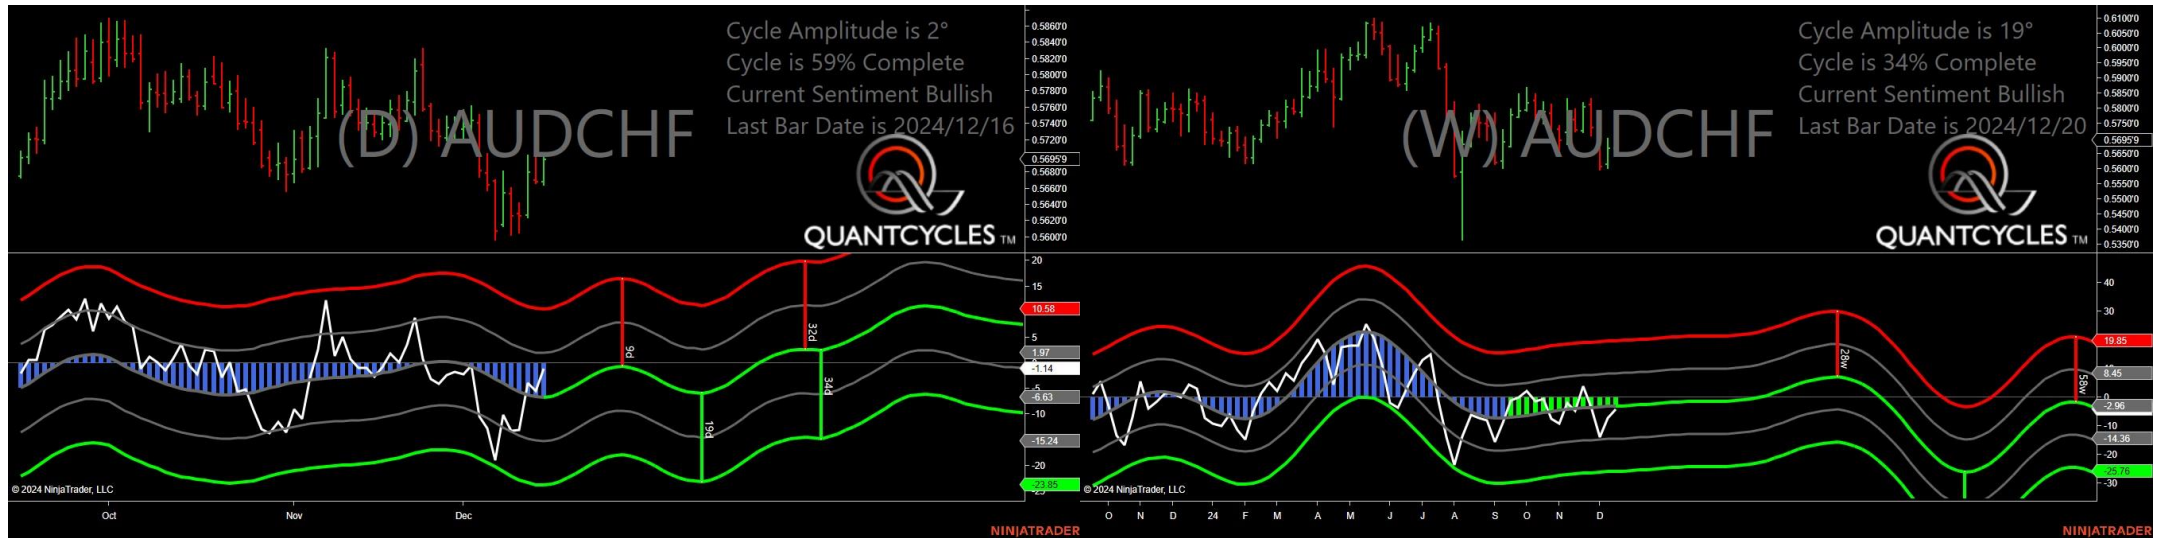 Cycle Amplitude is 2°
Cycle is 59% Complete
Current Sentiment Bullish
Last Bar Date is 2024/12/16
(D) AUDCHF
QUANTCYCLES TM
0.5860'0
0.5840'0
0.5820'0
0.5800'0
0.5780'0
0.5760'0
0.5740'0
0.5720'0
0.5695'9
0.5680'0
0.5660'0
0.5640'0
0.5620'0
0.5600'0
20
15
10.58
5
1.97
-1.14
-5
-6.63
-10
-15.24
-20
-23.85
9d
19d
32d
34d
© 2024 NinjaTrader, LLC
Oct Nov Dec
NINJATRADER
Cycle Amplitude is 19°
Cycle is 34% Complete
Current Sentiment Bullish
Last Bar Date is 2024/12/20
(W) AUDCHF
QUANTCYCLES TM
0.6100'0
0.6050'0
0.6000'0
0.5950'0
0.5900'0
0.5850'0
0.5800'0
0.5750'0
0.5695'9
0.5650'0
0.5600'0
0.5550'0
0.5500'0
0.5450'0
0.5400'0
0.5350'0
40
30
19.85
8.45
0
-2.96
-10
-14.36
-25.76
-30
28w
58w
© 2024 NinjaTrader, LLC
O N D 24 F M A M J J A S O N D
NINJATRADER